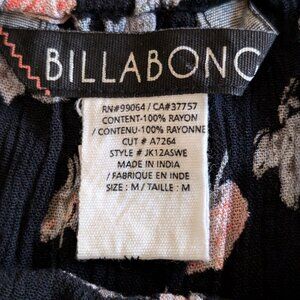 BILLABONG
RN#99064 / CA#37757
CONTENT-100% RAYON
/ CONTENU-100% RAYONNE
CUT # A7264
STYLE # JK12ASWE
MADE IN INDIA
/ FABRIQUE EN INDE
SIZE : M / TAILLE : M